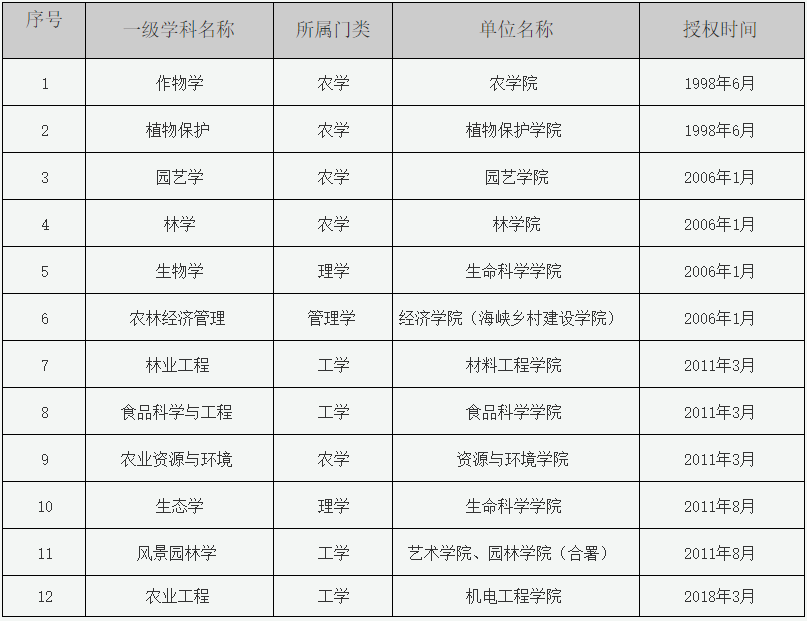 序号 一级学科名称 所属门类 单位名称 授权时间
1 作物学 农学 农学院 1998年6月
2 植物保护 农学 植物保护学院 1998年6月
3 园艺学 农学 园艺学院 2006年1月
4 林学 农学 林学院 2006年1月
5 生物学 理学 生命科学学院 2006年1月
6 农林经济管理 管理学 经济学院（海峡乡村建设学院） 2006年1月
7 林业工程 工学 材料工程学院 2011年3月
8 食品科学与工程 工学 食品科学学院 2011年3月
9 农业资源与环境 农学 资源与环境学院 2011年3月
10 生态学 理学 生命科学学院 2011年8月
11 风景园林学 工学 艺术学院、园林学院（合署） 2011年8月
12 农业工程 工学 机电工程学院 2018年3月